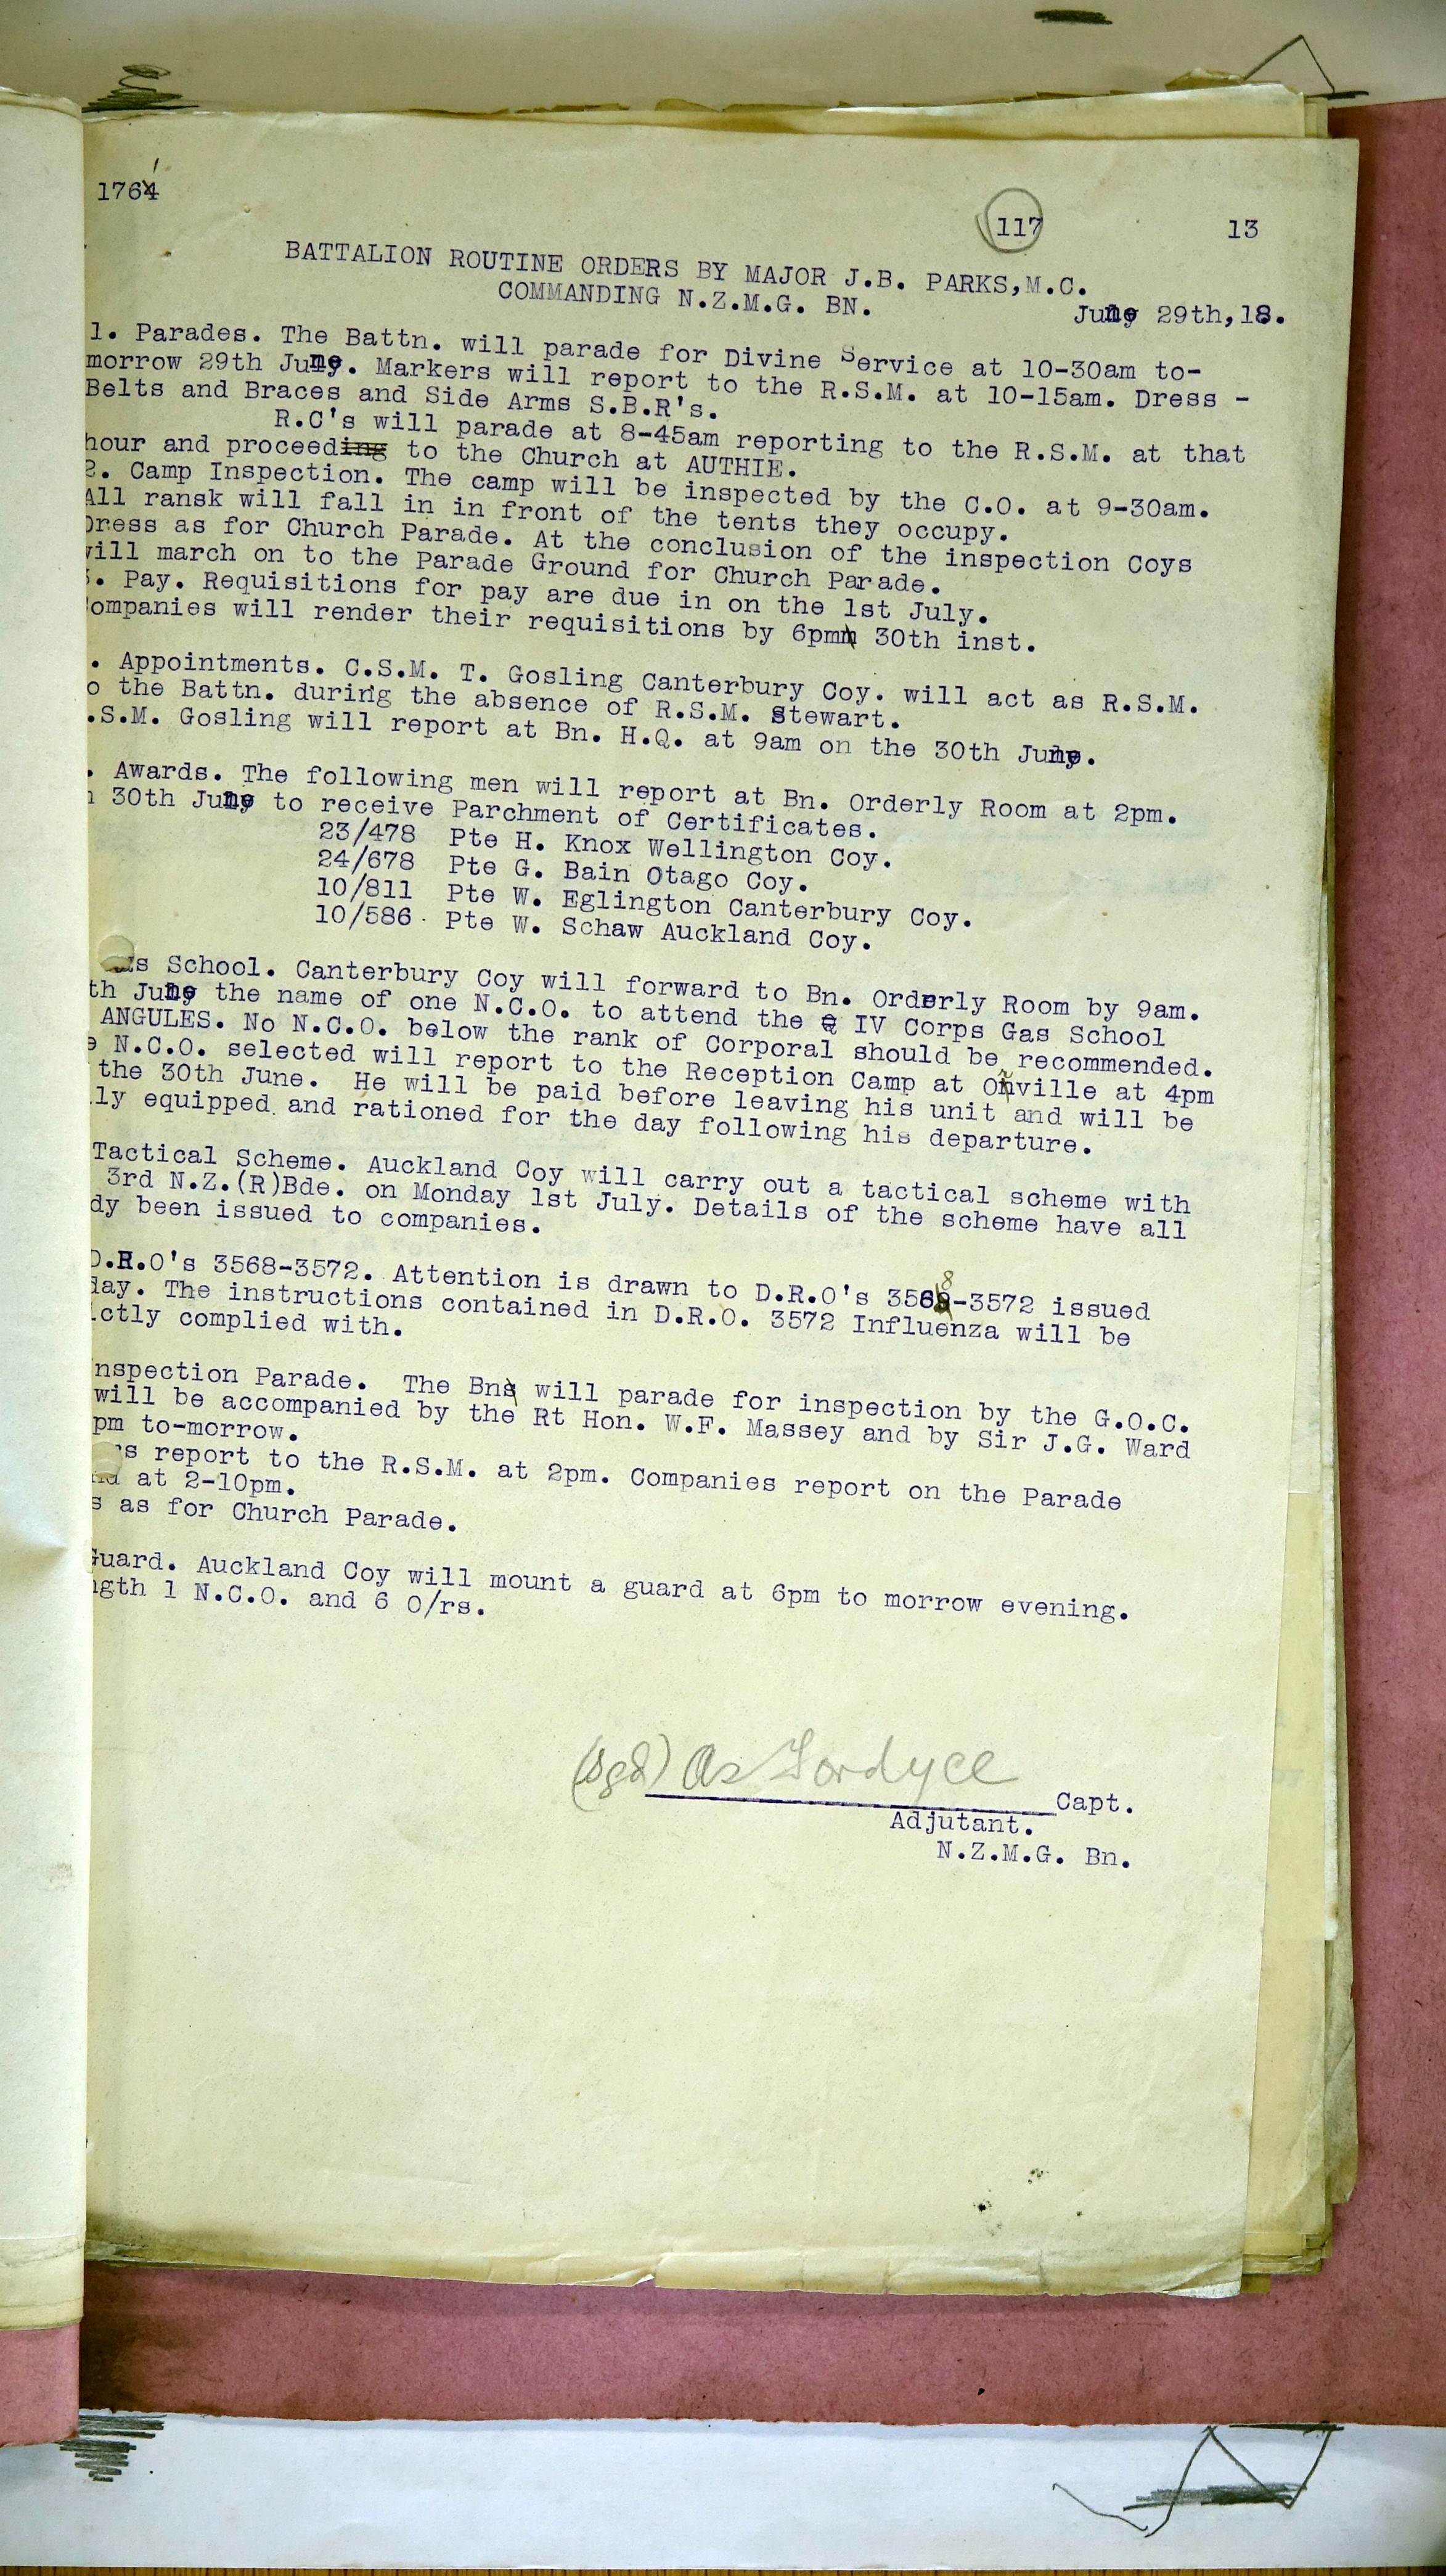 1764
117 13
BATTALION ROUTINE ORDERS BY MAJOR J.B. PARKS,M.C.
COMMANDING N.Z.M.G. BN.
June 29th,18.
1. Parades. The Battn. will parade for Divine Service at 10-30am to-
morrow 29th June. Markers will report to the R.S.M. at 10-15am. Dress -
Belts and Braces and Side Arms S.B.R's.
R.C's will parade at 8-45am reporting to the R.S.M. at that
hour and proceeding to the Church at AUTHIE.
2. Camp Inspection. The camp will be inspected by the C.O. at 9-30am.
All ransk will fall in in front of the tents they occupy.
Dress as for Church Parade. At the conclusion of the inspection Coys
will march on to the Parade Ground for Church Parade.
3. Pay. Requisitions for pay are due in on the 1st July.
ompanies will render their requisitions by 6pm 30th inst.
. Appointments. C.S.M. T. Gosling Canterbury Coy. will act as R.S.M.
o the Battn. during the absence of R.S.M. Stewart.
.S.M. Gosling will report at Bn. H.Q. at 9am on the 30th June.
. Awards. The following men will report at Bn. Orderly Room at 2pm.
n 30th June to receive Parchment of Certificates.
23/478 Pte H. Knox Wellington Coy.
24/678 Pte G. Bain Otago Coy.
10/811 Pte W. Eglington Canterbury Coy.
10/586 Pte W. Schaw Auckland Coy.
s School. Canterbury Coy will forward to Bn. Orderly Room by 9am.
th June the name of one N.C.O. to attend the IV Corps Gas School
ANGULES. No N.C.O. below the rank of Corporal should be recommended.
e N.C.O. selected will report to the Reception Camp at Orville at 4pm
the 30th June. He will be paid before leaving his unit and will be
lly equipped and rationed for the day following his departure.
Tactical Scheme. Auckland Coy will carry out a tactical scheme with
3rd N.Z.(R)Bde. on Monday 1st July. Details of the scheme have all
dy been issued to companies.
D.R.O's 3568-3572. Attention is drawn to D.R.O's 3568-3572 issued
day. The instructions contained in D.R.O. 3572 Influenza will be
ictly complied with.
nspection Parade. The Bn will parade for inspection by the G.O.C.
will be accompanied by the Rt Hon. W.F. Massey and by Sir J.G. Ward
pm to-morrow.
rs report to the R.S.M. at 2pm. Companies report on the Parade
nd at 2-10pm.
s as for Church Parade.
Guard. Auckland Coy will mount a guard at 6pm to morrow evening.
ngth 1 N.C.O. and 6 O/rs.
(Sgd) As Fordyce
Capt.
Adjutant.
N.Z.M.G. Bn.